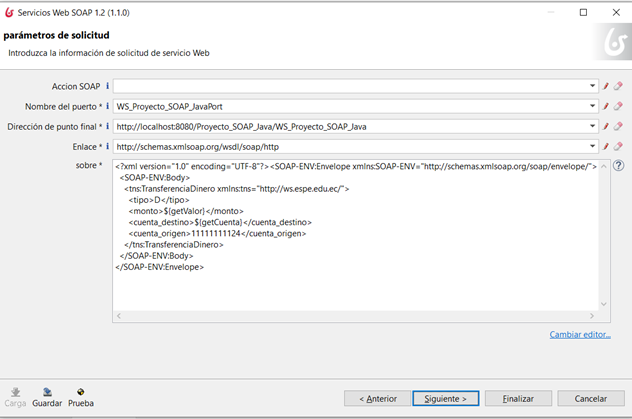 Servicios Web SOAP 1.2 (1.1.0)
parámetros de solicitud
Introduzca la información de solicitud de servicio Web
Accion SOAP
Nombre del puerto * WS_Proyecto_SOAP_JavaPort
Dirección de punto final * http://localhost:8080/Proyecto_SOAP_Java/WS_Proyecto_SOAP_Java
Enlace * http://schemas.xmlsoap.org/wsdl/soap/http
sobre * <?xml version="1.0" encoding="UTF-8"?><SOAP-ENV:Envelope xmlns:SOAP-ENV="http://schemas.xmlsoap.org/soap/envelope/">
<SOAP-ENV:Body>
<tns:TransferenciaDinero xmlns:tns="http://ws.espe.edu.ec/">
<tipo>D</tipo>
<monto>${getValor}</monto>
<cuenta_destino>${getCuenta}</cuenta_destino>
<cuenta_origen>11111111124</cuenta_origen>
</tns:TransferenciaDinero>
</SOAP-ENV:Body>
</SOAP-ENV:Envelope>
Cambiar editor...
Carga Guardar Prueba
< Anterior Siguiente > Finalizar Cancelar